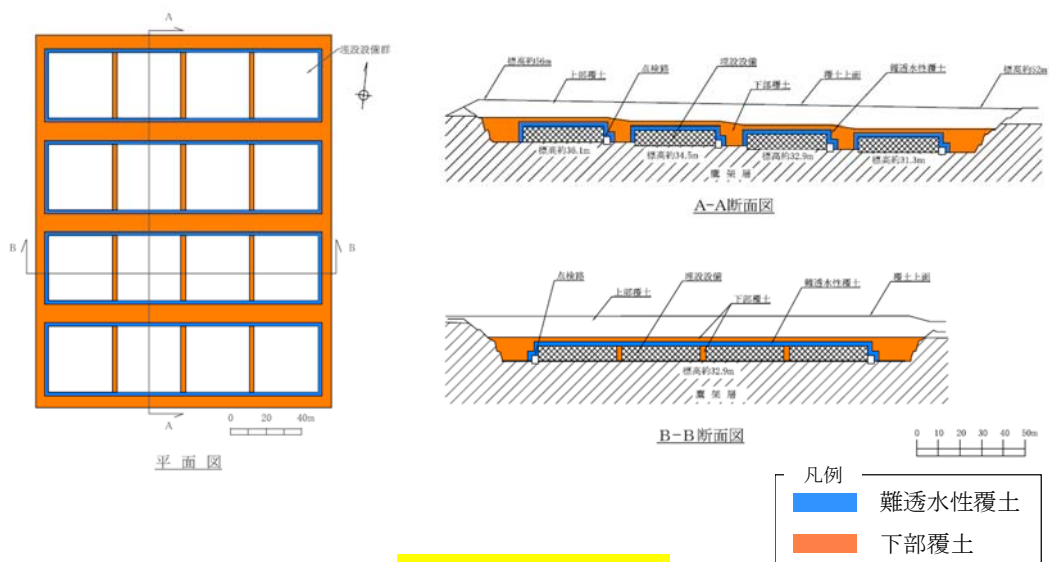 A
埋設設備群
B
B
A
0 20 40m
平面図
標高約56m
上部覆土
点検路
埋設設備
下部覆土
覆土上面
難透水性覆土
標高約52m
標高約36.1m
標高約34.5m
標高約32.9m
標高約31.3m
鷹架層
A-A断面図
点検路
上部覆土
埋設設備
下部覆土
難透水性覆土
覆土上面
標高約32.9m
鷹架層
B-B断面図
0 10 20 30 40 50m
凡例
難透水性覆土
下部覆土